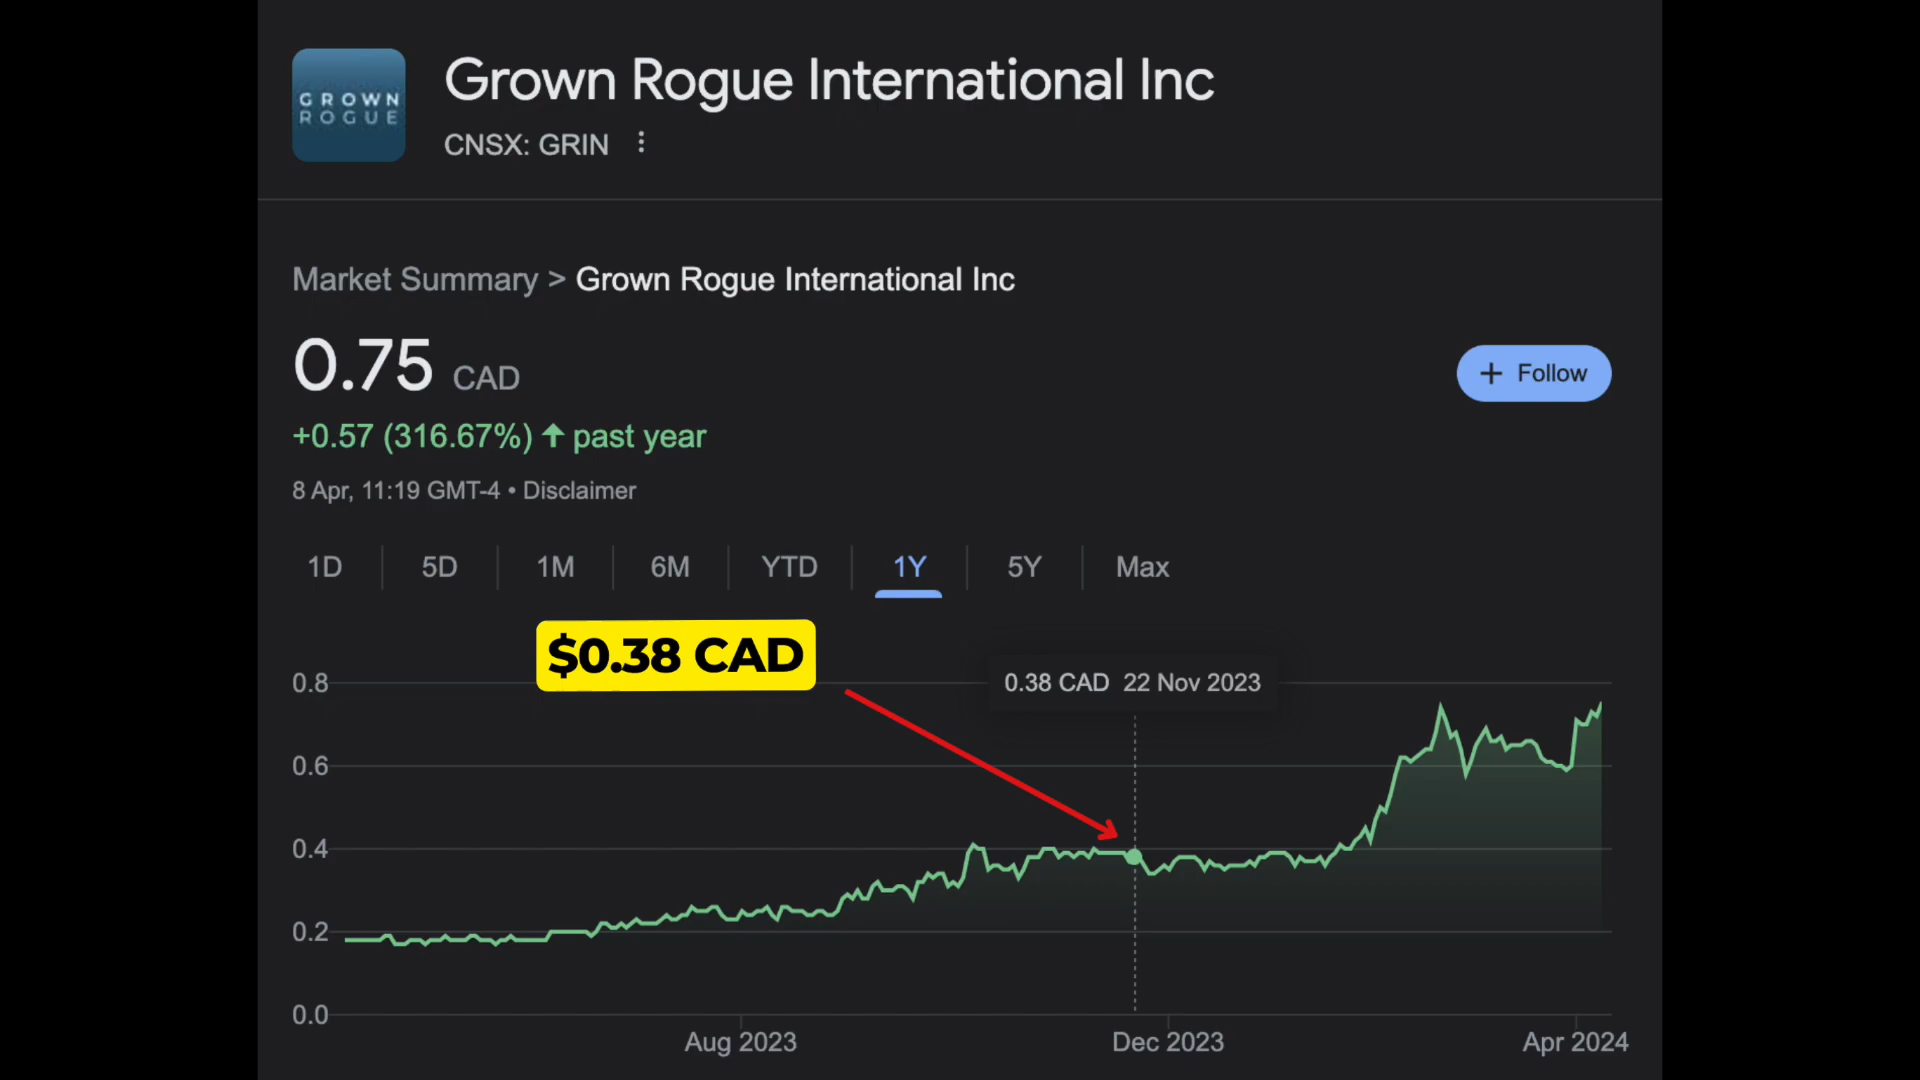 GROWN
ROGUE
Grown Rogue International Inc
CNSX: GRIN
Market Summary > Grown Rogue International Inc
0.75 CAD
+ Follow
+0.57 (316.67%) ↑ past year
8 Apr, 11:19 GMT-4 • Disclaimer
1D 5D 1M 6M YTD 1Y 5Y Max
$0.38 CAD
0.38 CAD 22 Nov 2023
0.8
0.6
0.4
0.2
0.0
Aug 2023 Dec 2023 Apr 2024